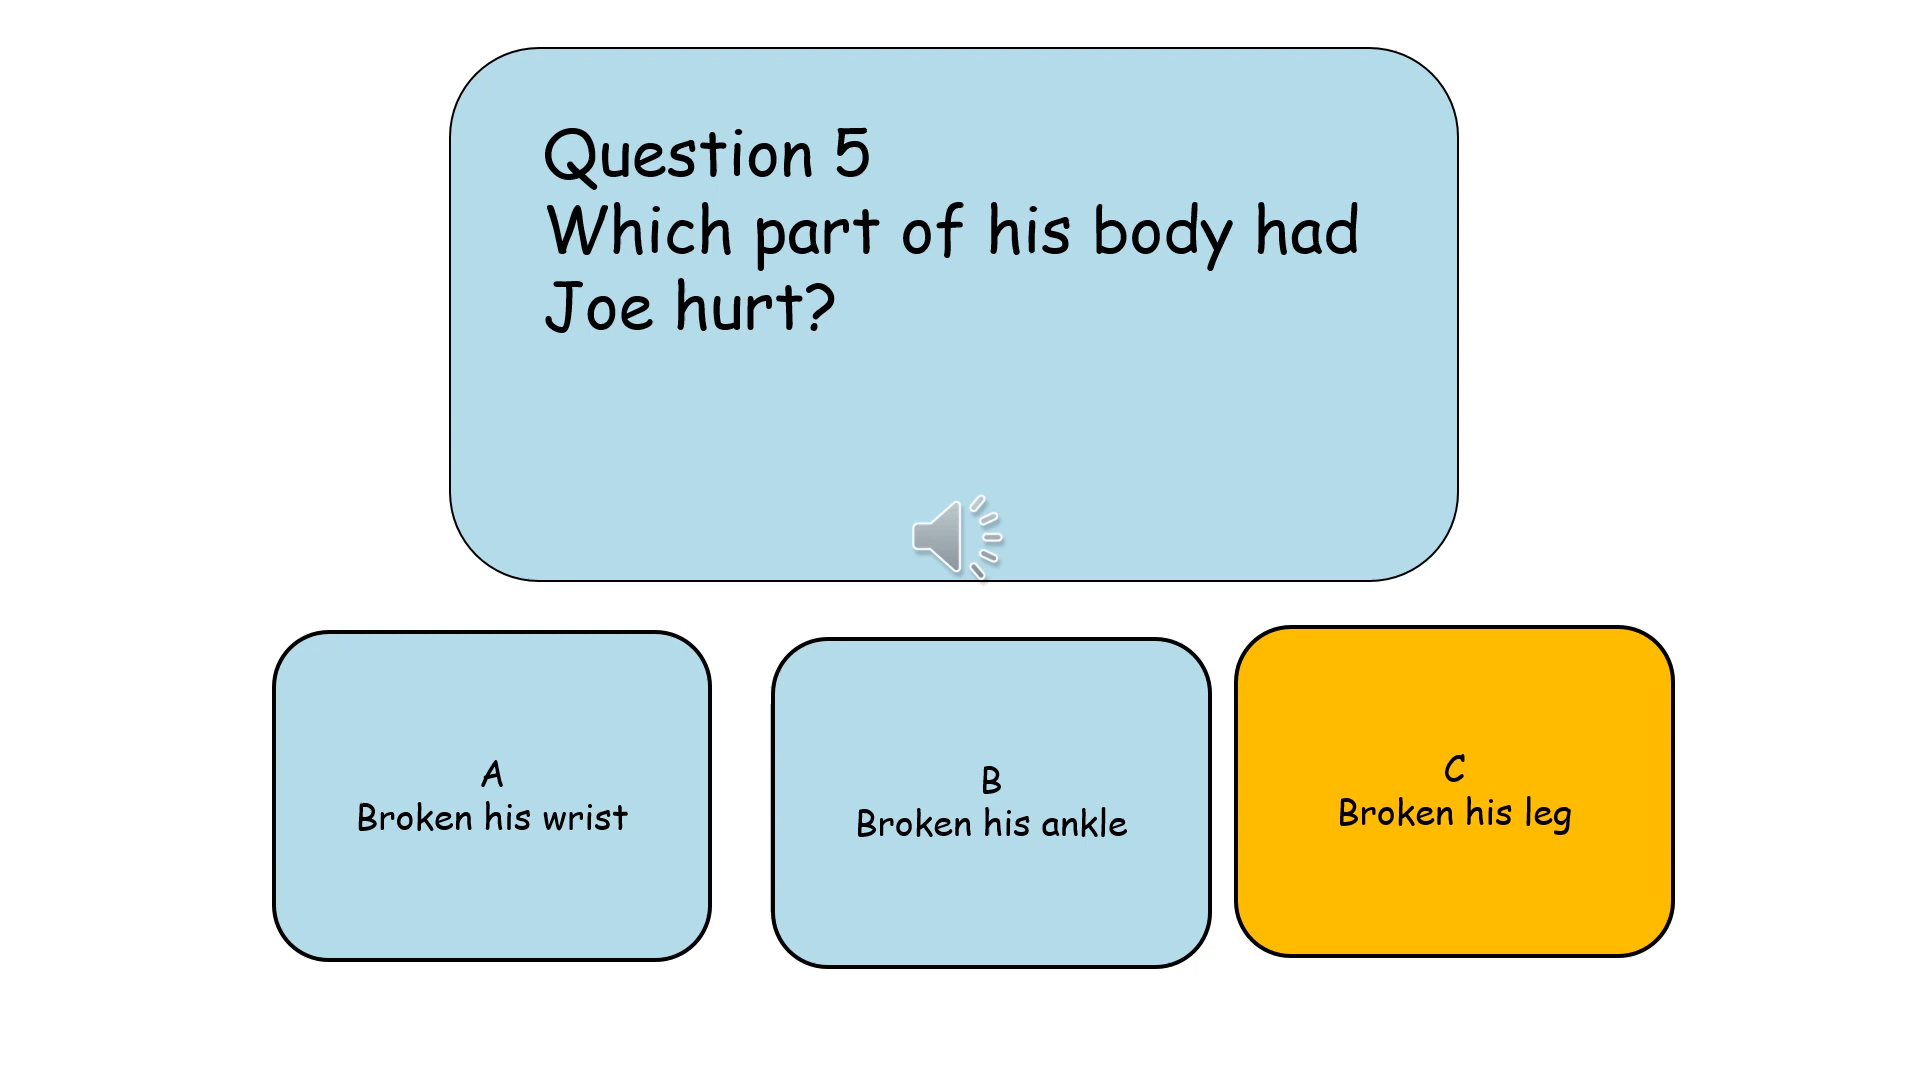 Question 5
Which part of his body had
Joe hurt?
A
Broken his wrist
B
Broken his ankle
C
Broken his leg